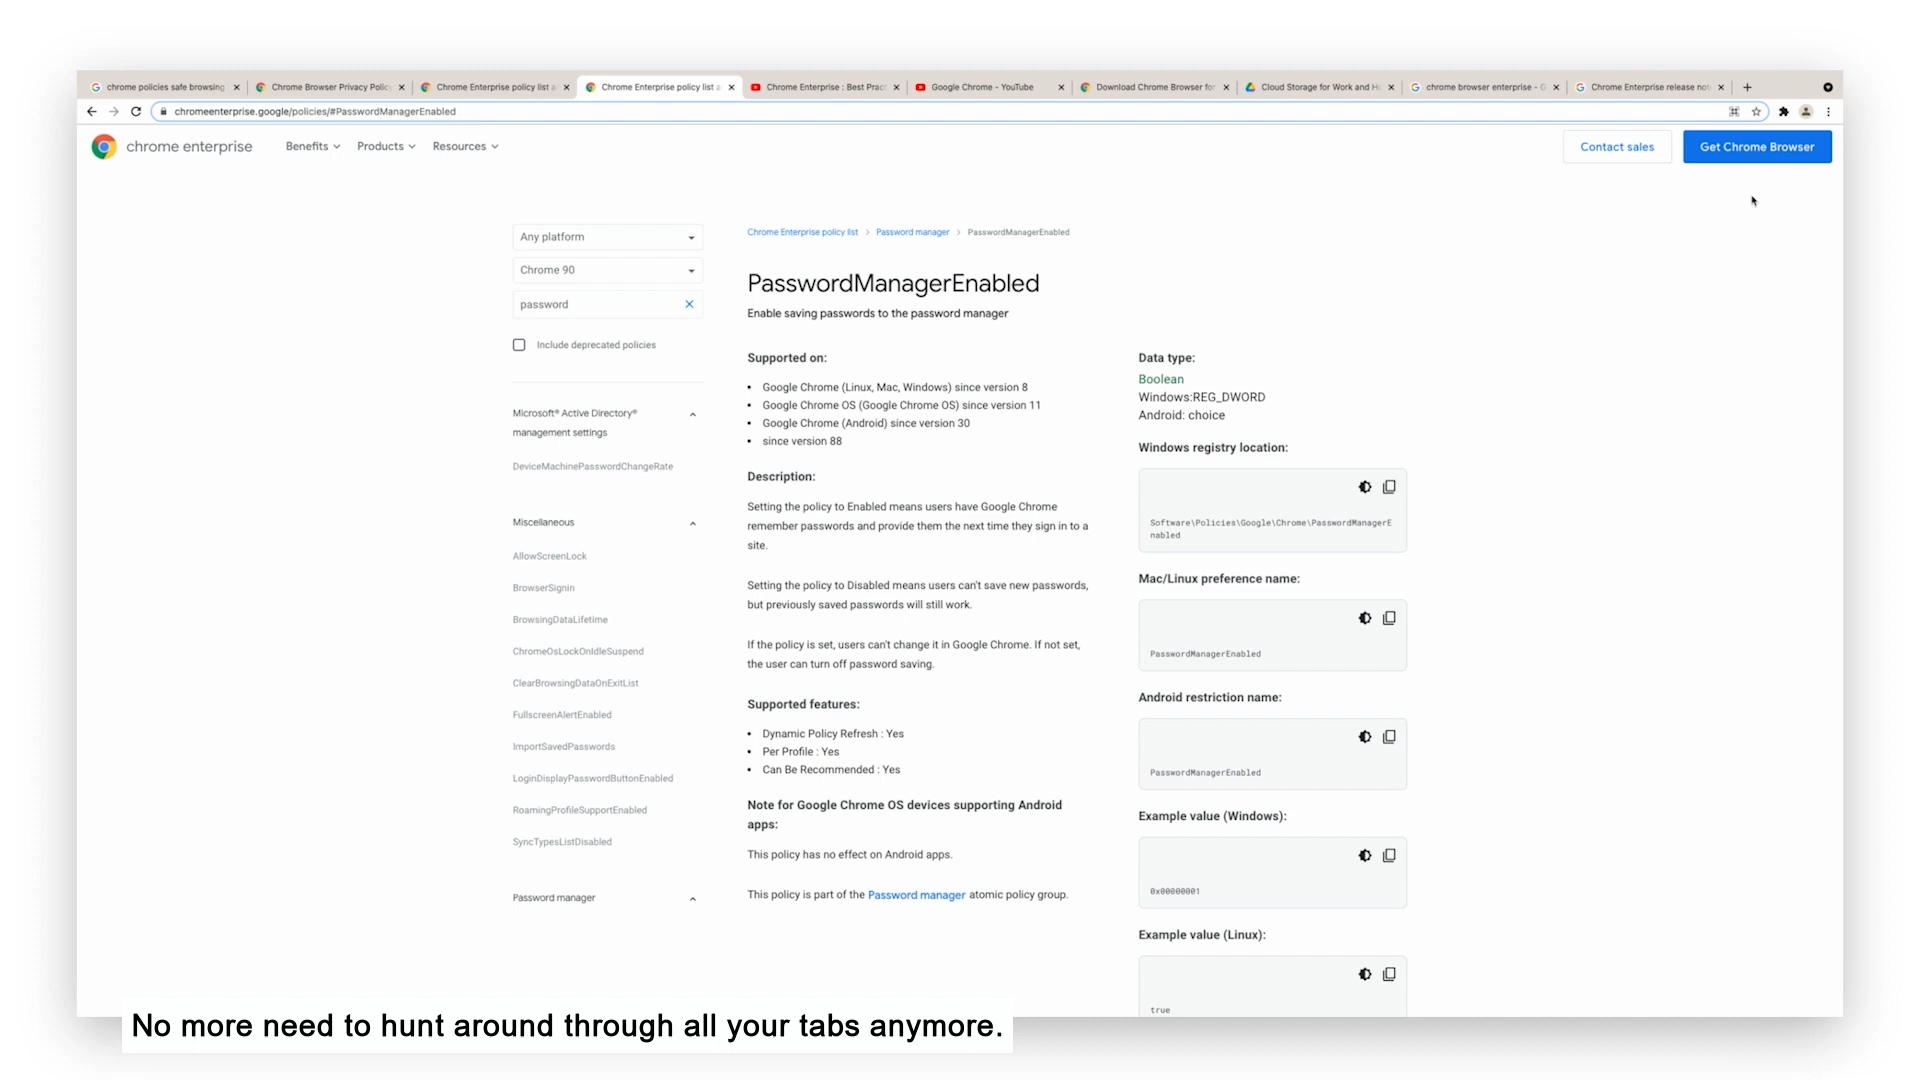 chrome policies safe browsing
Chrome Browser Privacy Policy
Chrome Enterprise policy list a
Chrome Enterprise policy list a
Chrome Enterprise : Best Prac
Google Chrome - YouTube
Download Chrome Browser for
Cloud Storage for Work and H
chrome browser enterprise - G
Chrome Enterprise release not
chromeenterprise.google/policies/#PasswordManagerEnabled
chrome enterprise
Benefits
Products
Resources
Contact sales
Get Chrome Browser
Any platform
Chrome 90
password
Include deprecated policies
Microsoft® Active Directory®
management settings
DeviceMachinePasswordChangeRate
Miscellaneous
AllowScreenLock
BrowserSignin
BrowsingDataLifetime
ChromeOsLockOnIdleSuspend
ClearBrowsingDataOnExitList
FullscreenAlertEnabled
ImportSavedPasswords
LoginDisplayPasswordButtonEnabled
RoamingProfileSupportEnabled
SyncTypesListDisabled
Password manager
Chrome Enterprise policy list > Password manager > PasswordManagerEnabled
PasswordManagerEnabled
Enable saving passwords to the password manager
Supported on:
• Google Chrome (Linux, Mac, Windows) since version 8
• Google Chrome OS (Google Chrome OS) since version 11
• Google Chrome (Android) since version 30
• since version 88
Description:
Setting the policy to Enabled means users have Google Chrome
remember passwords and provide them the next time they sign in to a
site.
Setting the policy to Disabled means users can't save new passwords,
but previously saved passwords will still work.
If the policy is set, users can't change it in Google Chrome. If not set,
the user can turn off password saving.
Supported features:
• Dynamic Policy Refresh : Yes
• Per Profile : Yes
• Can Be Recommended : Yes
Note for Google Chrome OS devices supporting Android
apps:
This policy has no effect on Android apps.
This policy is part of the Password manager atomic policy group.
Data type:
Boolean
Windows:REG_DWORD
Android: choice
Windows registry location:
Software\Policies\Google\Chrome\PasswordManagerE
nabled
Mac/Linux preference name:
PasswordManagerEnabled
Android restriction name:
PasswordManagerEnabled
Example value (Windows):
0x00000001
Example value (Linux):
true
No more need to hunt around through all your tabs anymore.